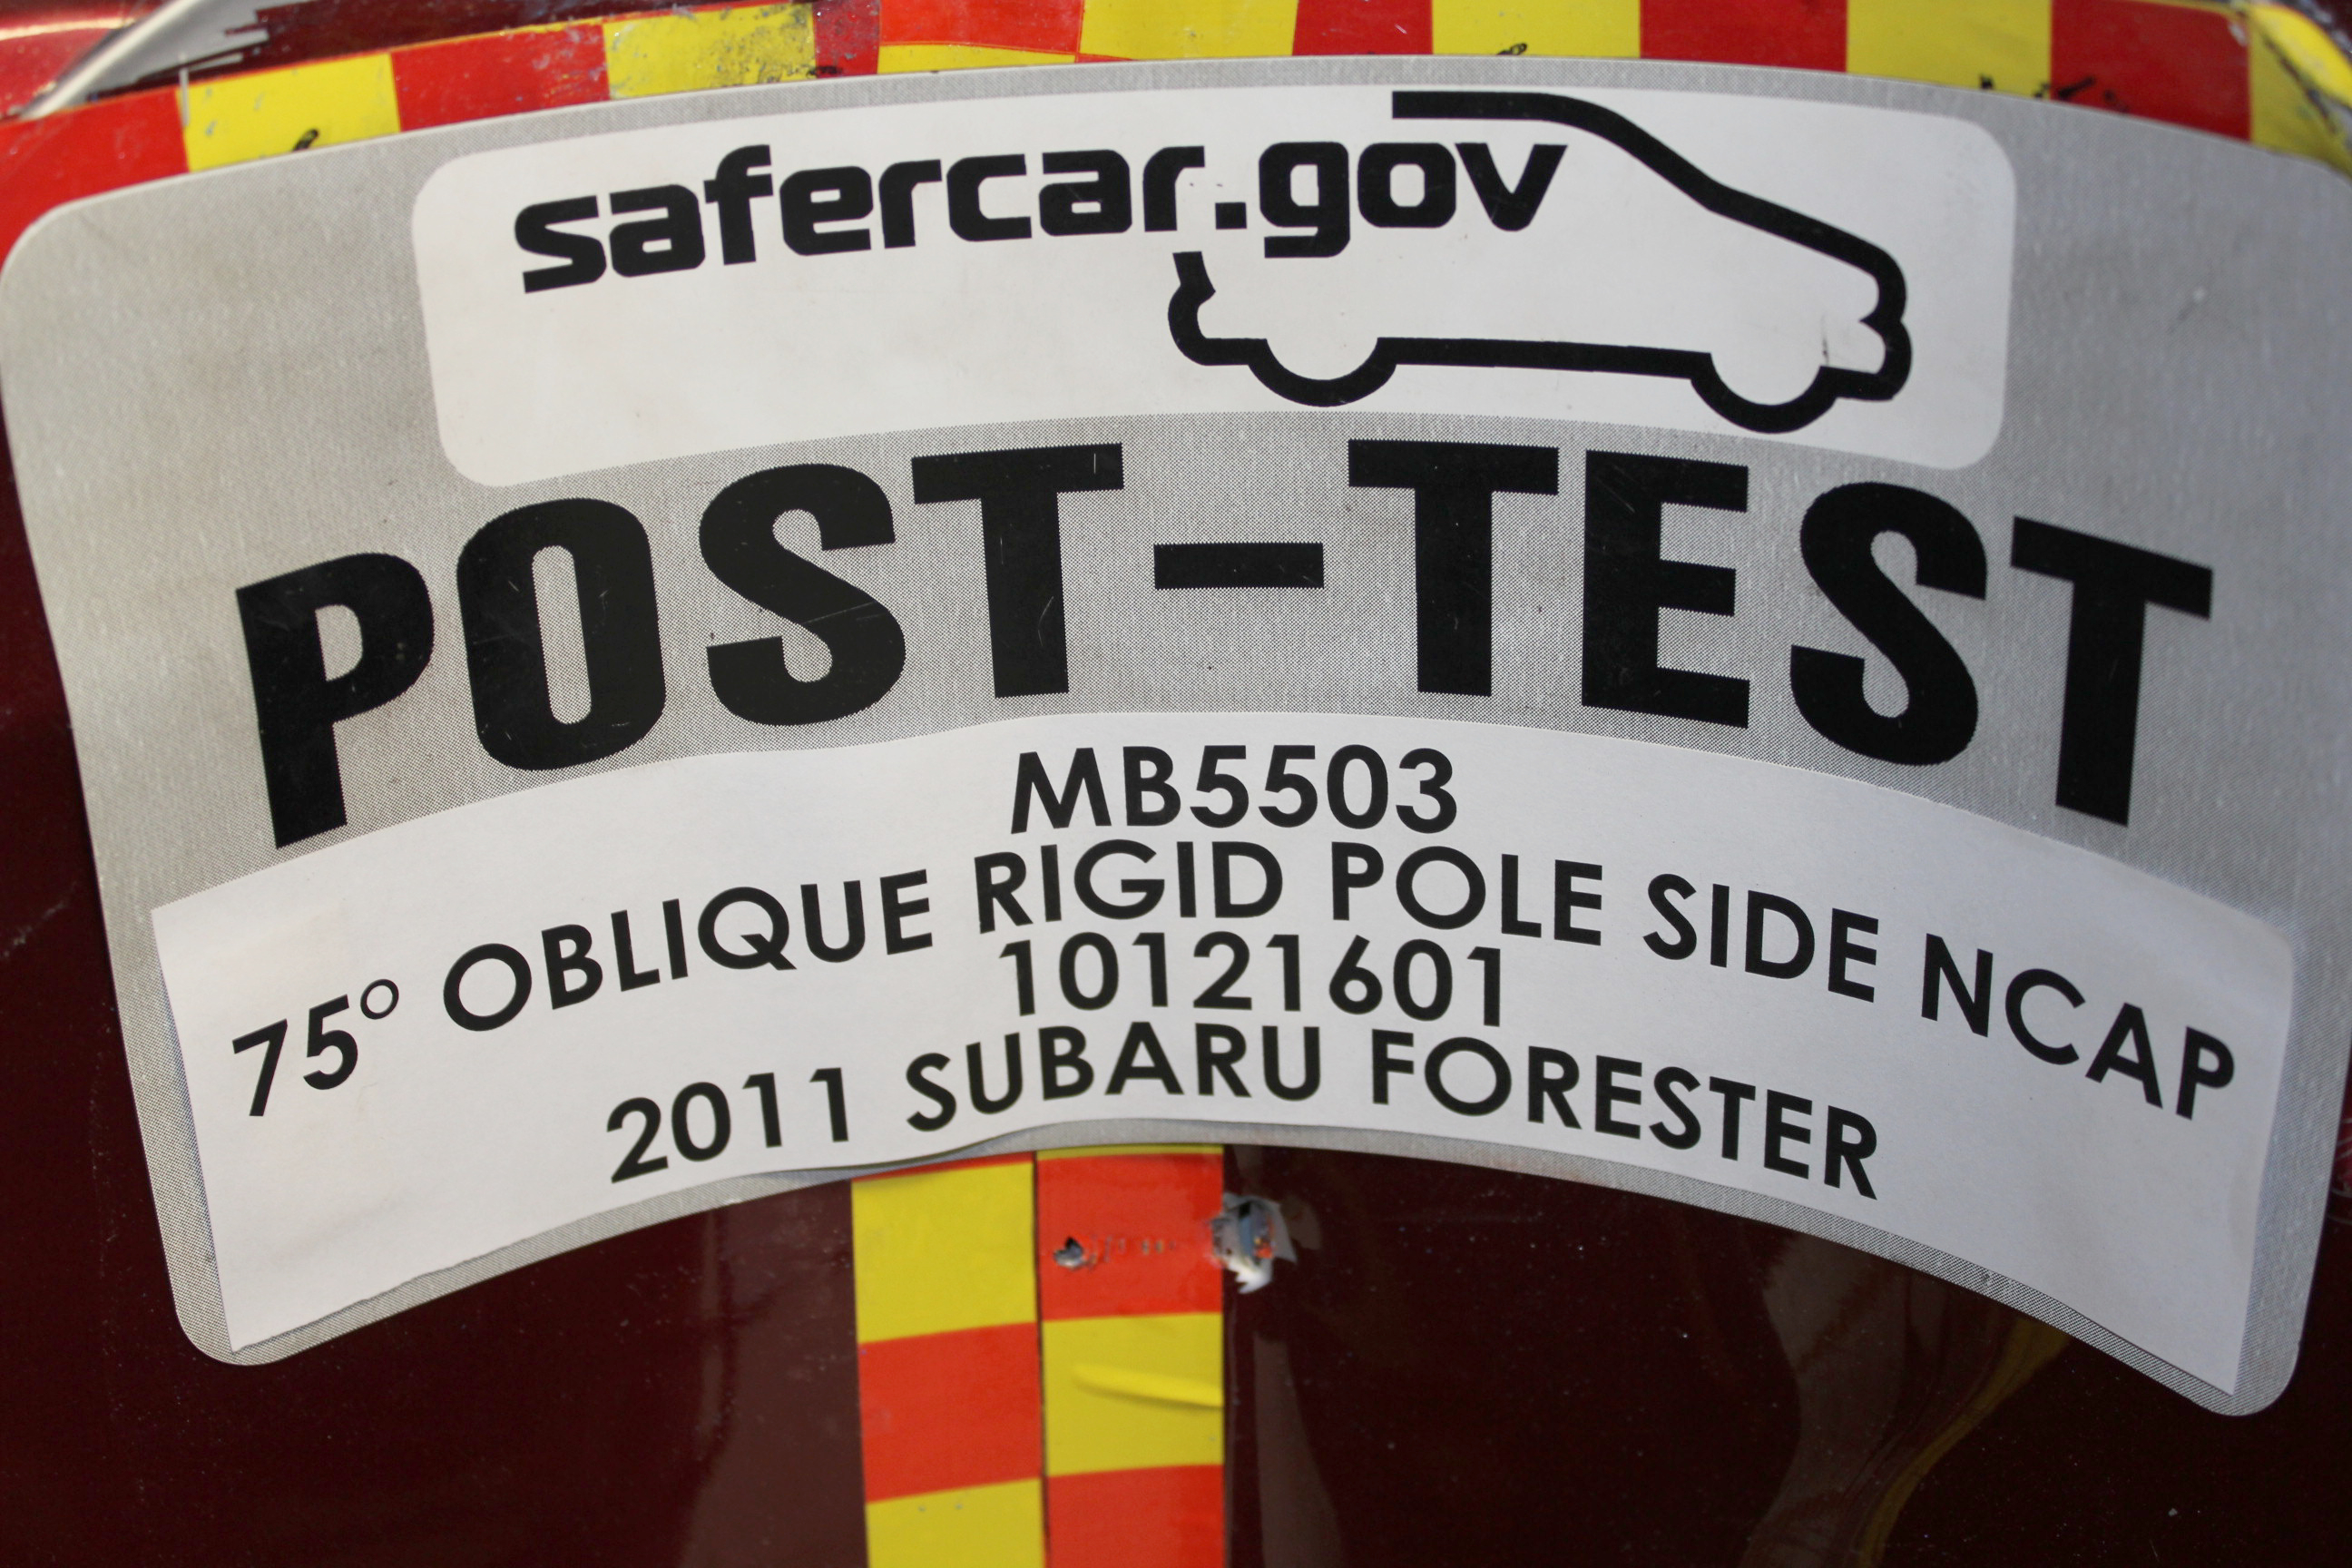 safercar.gov
POST-TEST
MB5503
75° OBLIQUE RIGID POLE SIDE NCAP
10121601
2011 SUBARU FORESTER